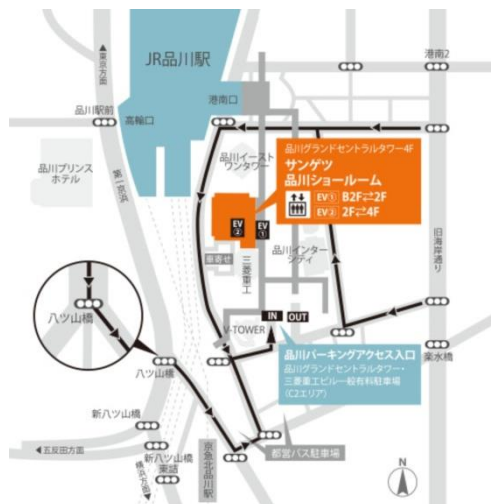 ▲東京方面
JR品川駅
港南口
港南2
品川駅前
高輪口
品川プリンス
ホテル
第一京浜
品川イースト
ワンタワー
品川グランドセントラルタワー4F
サンゲツ
品川ショールーム
EV① B2F⇄2F
EV② 2F⇄4F
EV
②
EV
①
車寄せ
三菱重工
品川インター
シティ
旧海岸通り
IN
OUT
V-TOWER
八ツ山橋
品川パーキングアクセス入口
品川グランドセントラルタワー・
三菱重工ビル一般有料駐車場
(C2エリア)
楽水橋
八ツ山橋
新八ツ山橋
◀五反田方面
新八ツ山橋
東詰
横浜方面▼
京急北品川駅
都営バス駐車場
N